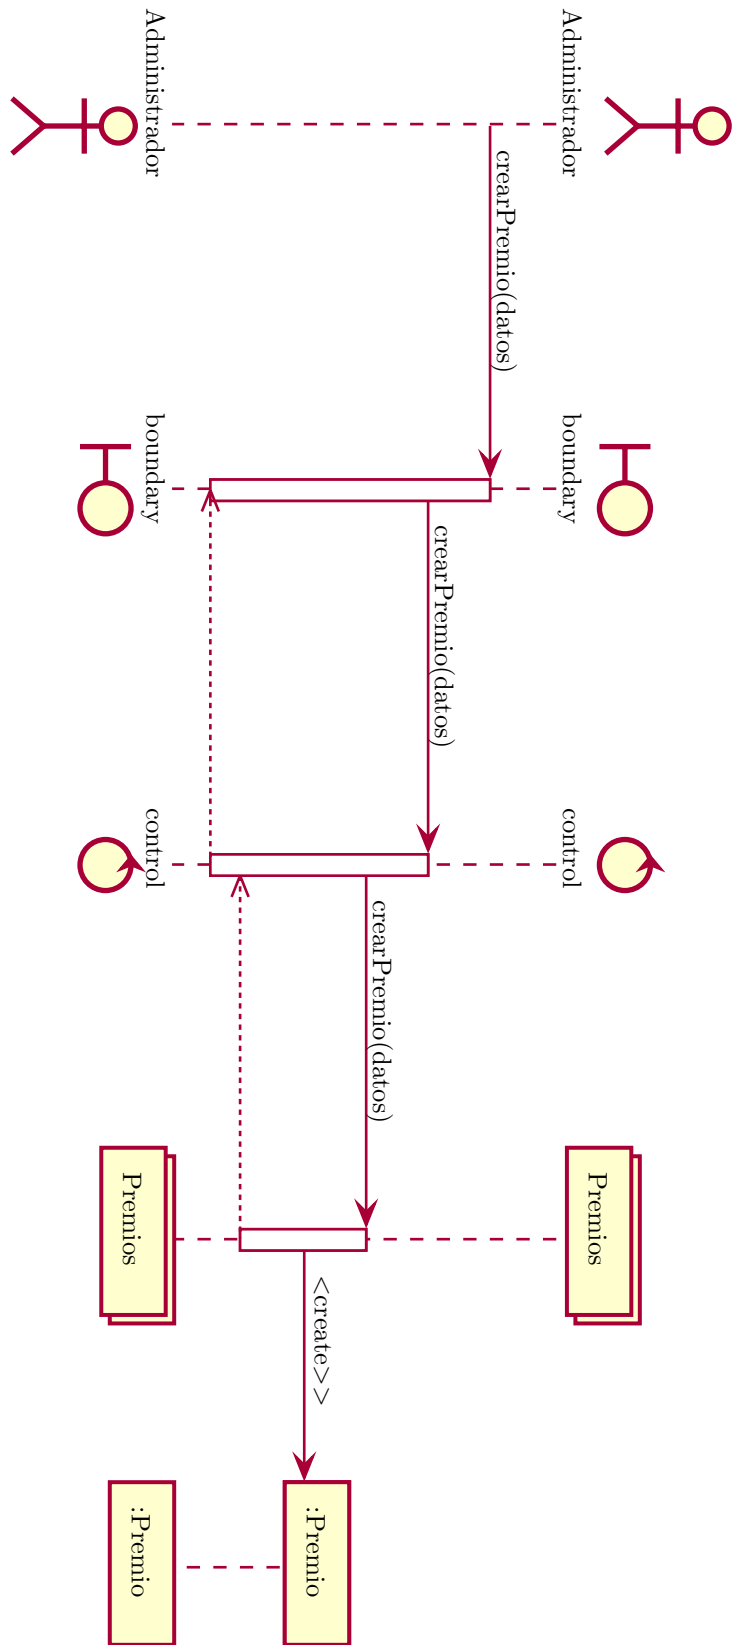 Administrador
boundary
control
Premios
crearPremio(datos)
crearPremio(datos)
crearPremio(datos)
<create>>
:Premio
Administrador
boundary
control
Premios
:Premio